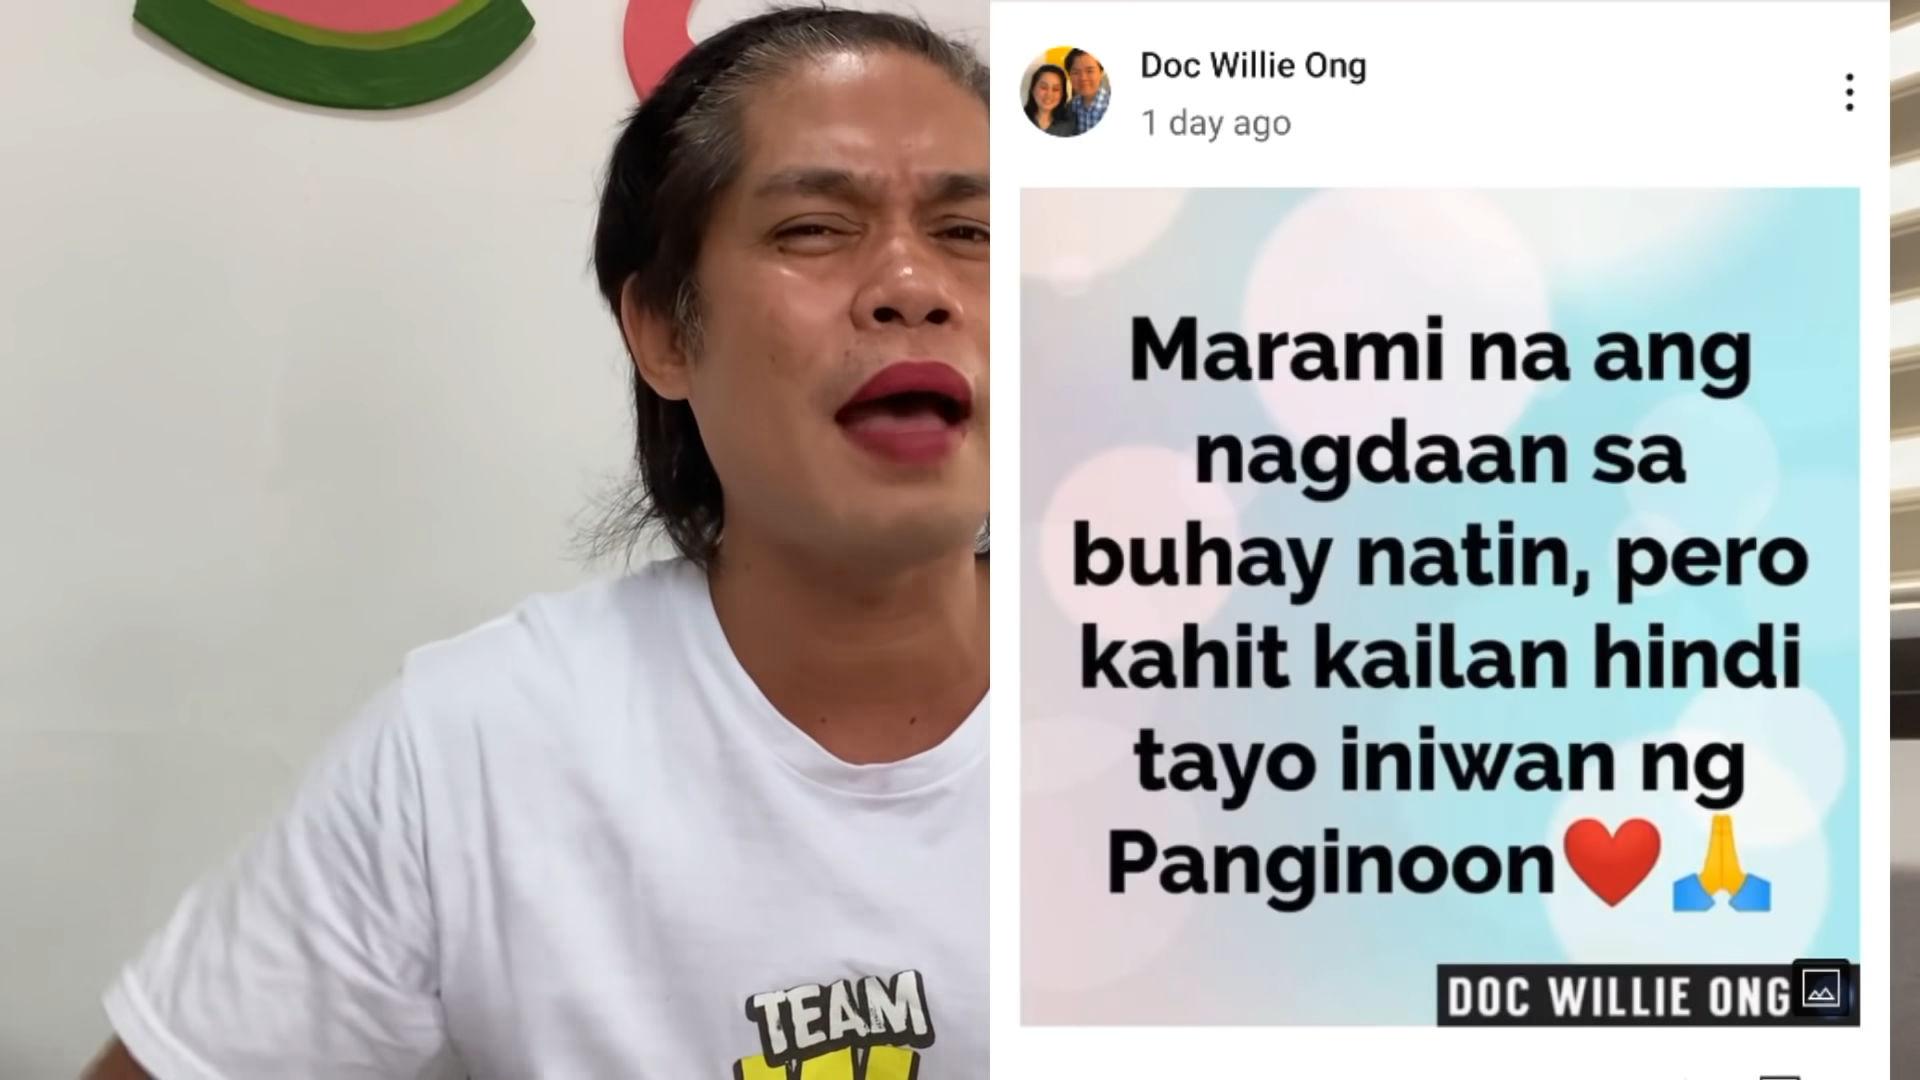 Doc Willie Ong
1 day ago
Marami na ang
nagdaan sa
buhay natin, pero
kahit kailan hindi
tayo iniwan ng
Panginoon❤️🙏
DOC WILLIE ONG
TEAM